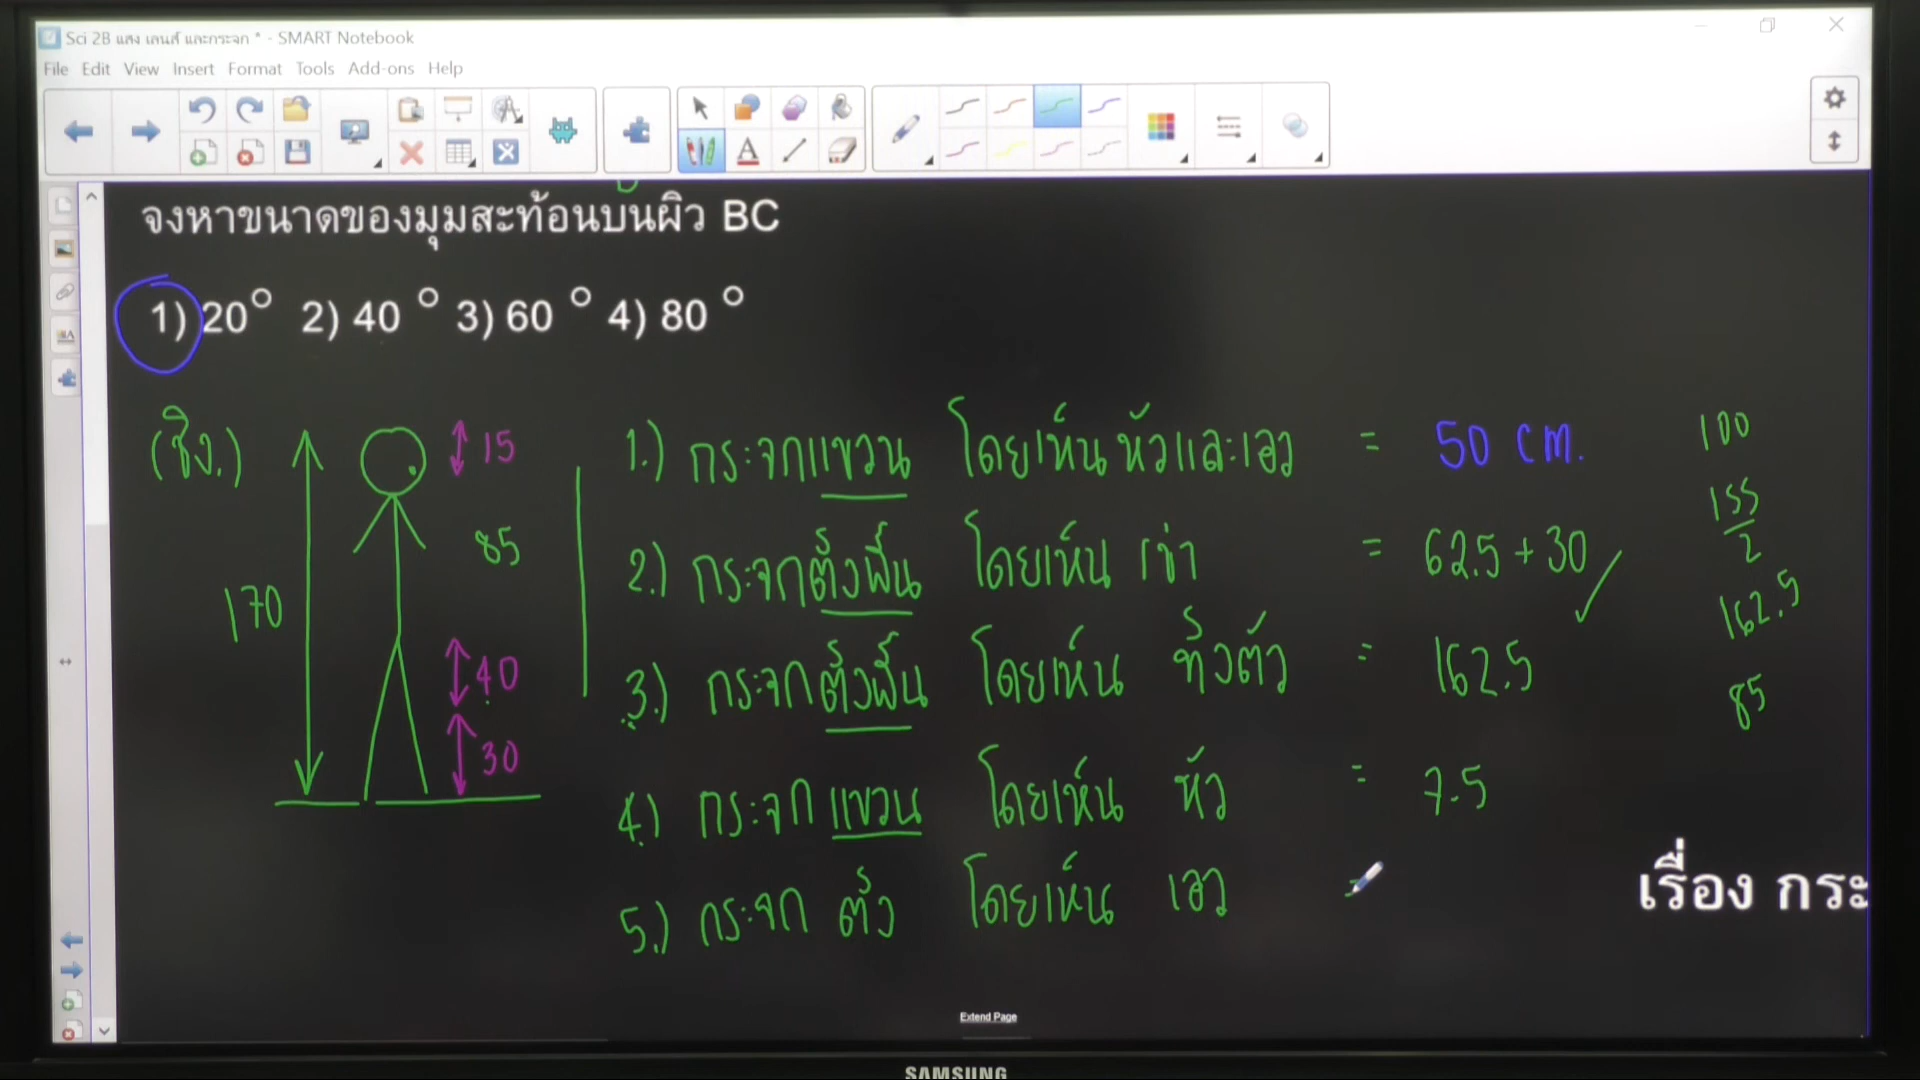 Sci 2B แสง เลนส์ และกระจก * - SMART Notebook
File Edit View Insert Format Tools Add-ons Help
จงหาขนาดของมุมสะท้อนบนผิว BC
1) 20° 2) 40 ° 3) 60 ° 4) 80 °
(ชิง.)
170
15
85
40
30
1.) กระจกแขวน โดยเห็นหัวและเอว = 50 cm.
2.) กระจกตั้งพื้น โดยเห็น เข่า = 62.5 + 30
3.) กระจกตั้งพื้น โดยเห็น ทั้งตัว = 162.5
4.) กระจก แขวน โดยเห็น หัว = 7.5
5.) กระจก ตั้ง โดยเห็น เอว =
100
155
2
162.5
85
เรื่อง กระ
Extend Page
SAMSUNG